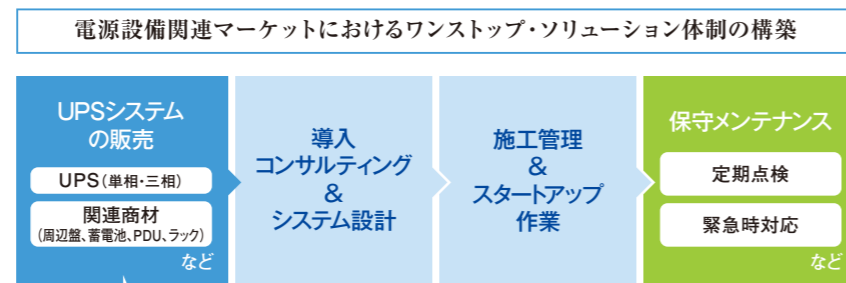 電源設備関連マーケットにおけるワンストップ・ソリューション体制の構築
UPSシステム
の販売
UPS（単相・三相）
関連商材
（周辺盤、蓄電池、PDU、ラック）
など
導入
コンサルティング
&
システム設計
施工管理
&
スタートアップ
作業
保守メンテナンス
定期点検
緊急時対応
など